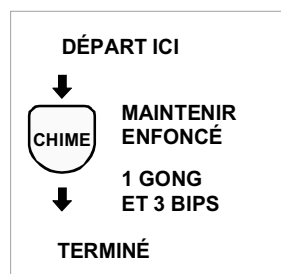 DÉPART ICI
CHIME
MAINTENIR
ENFONCÉ
1 GONG
ET 3 BIPS
TERMINÉ